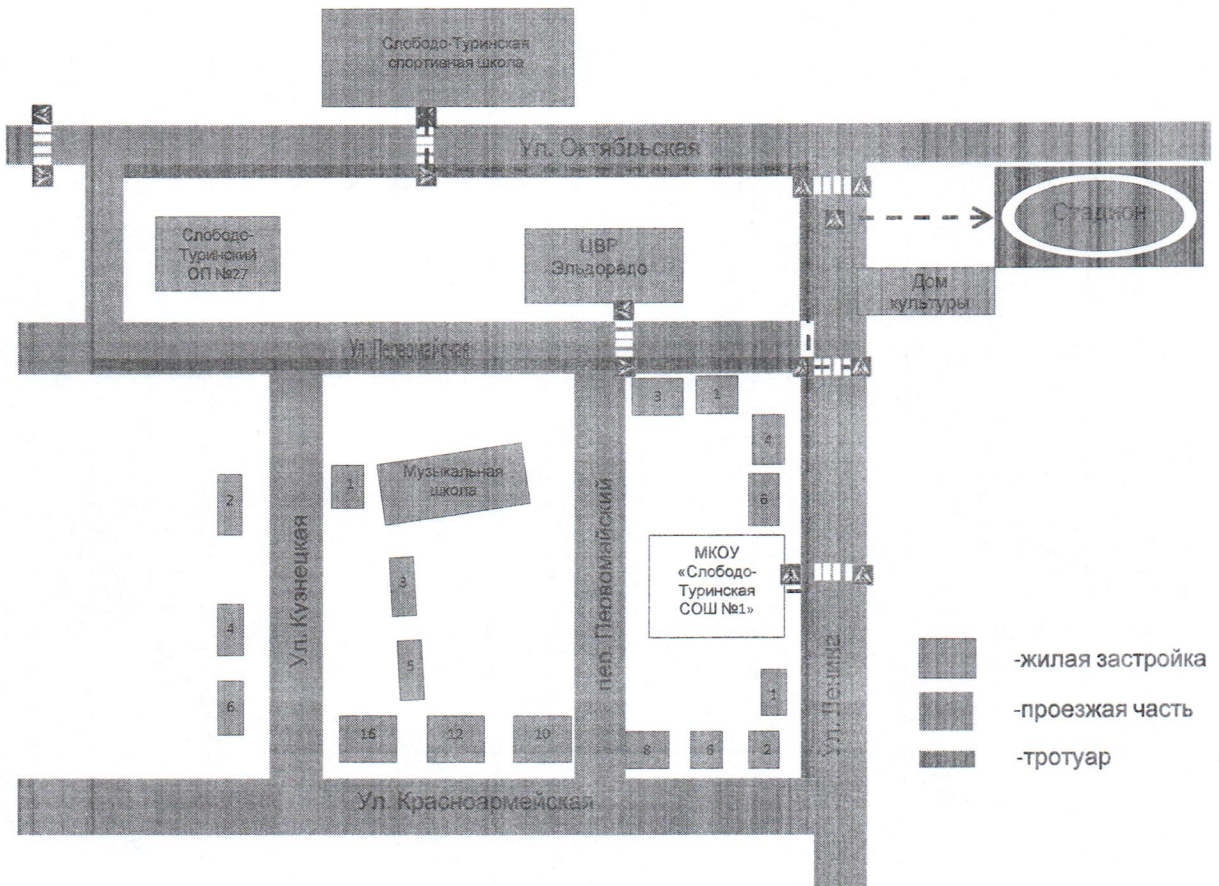 Слободо-Туринская
спортивная школа
Ул. Октябрьская
Слободо-
Туринский
ОП №27
ЦВР
Эльдорадо
Стадион
Дом
культуры
Ул. Первомайская
3
1
4
6
2
1
Музыкальная
школа
Ул. Кузнецкая
пер. Первомайский
МКОУ
«Слободо-
Туринская
СОШ №1»
3
4
5
6
1
Ул. Ленина
16
12
10
8
6
2
Ул. Красноармейская
-жилая застройка
-проезжая часть
-тротуар